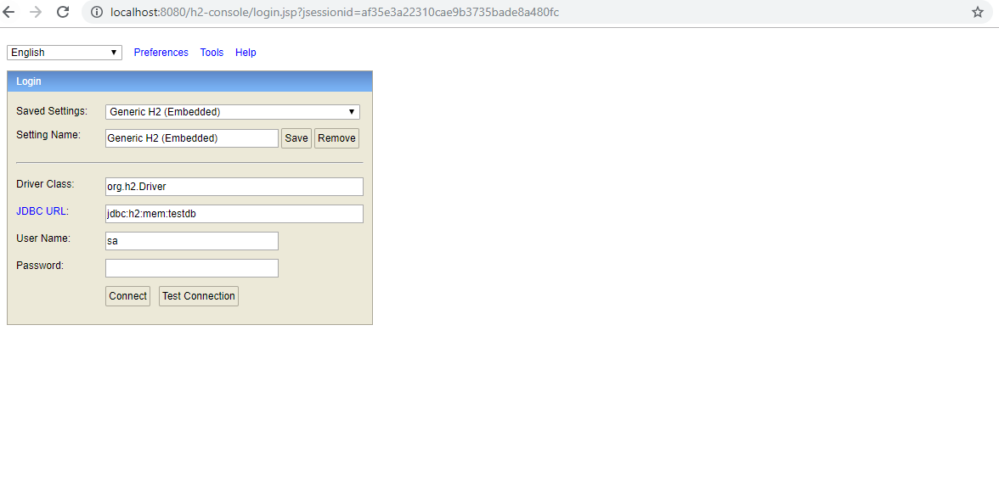 localhost:8080/h2-console/login.jsp?jsessionid=af35e3a22310cae9b3735bade8a480fc
English Preferences Tools Help
Login
Saved Settings: Generic H2 (Embedded)
Setting Name: Generic H2 (Embedded) Save Remove
Driver Class: org.h2.Driver
JDBC URL: jdbc:h2:mem:testdb
User Name: sa
Password:
Connect Test Connection